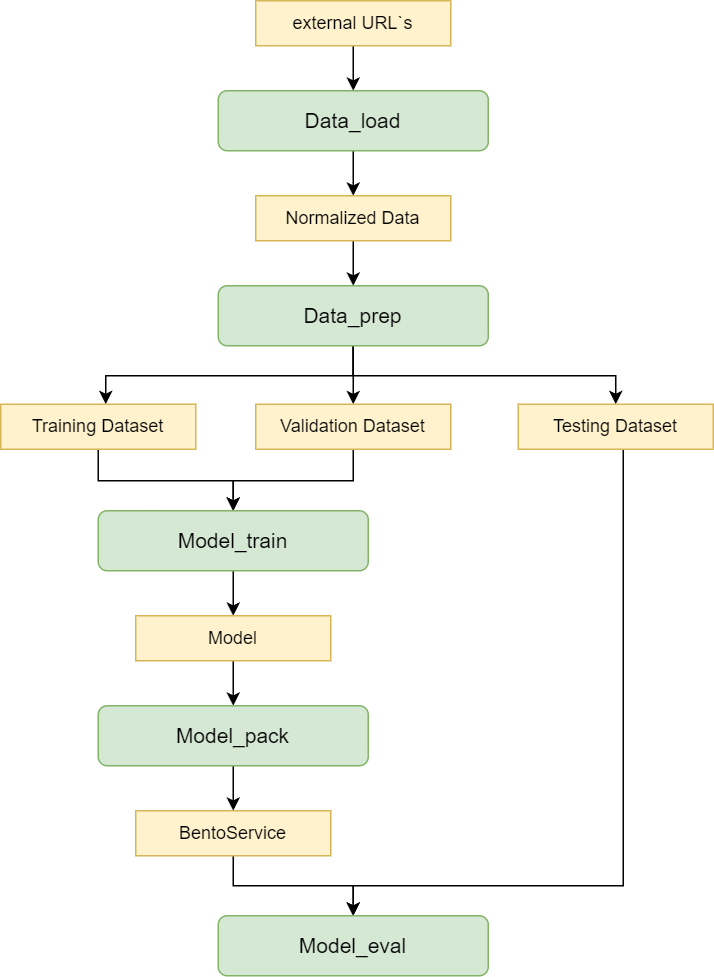 external URL`s
Data_load
Normalized Data
Data_prep
Training Dataset
Validation Dataset
Testing Dataset
Model_train
Model
Model_pack
BentoService
Model_eval